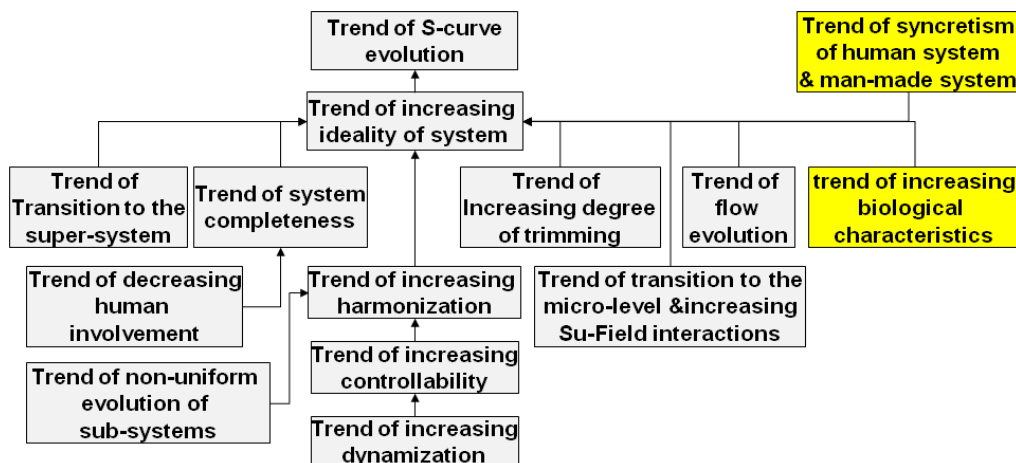 Trend of S-curve
evolution
Trend of syncretism
of human system
& man-made system
Trend of increasing
ideality of system
Trend of
Transition to the
super-system
Trend of system
completeness
Trend of
Increasing degree
of trimming
Trend of
flow
evolution
trend of increasing
biological
characteristics
Trend of decreasing
human
involvement
Trend of increasing
harmonization
Trend of transition to the
micro-level &increasing
Su-Field interactions
Trend of non-uniform
evolution of
sub-systems
Trend of increasing
controllability
Trend of increasing
dynamization